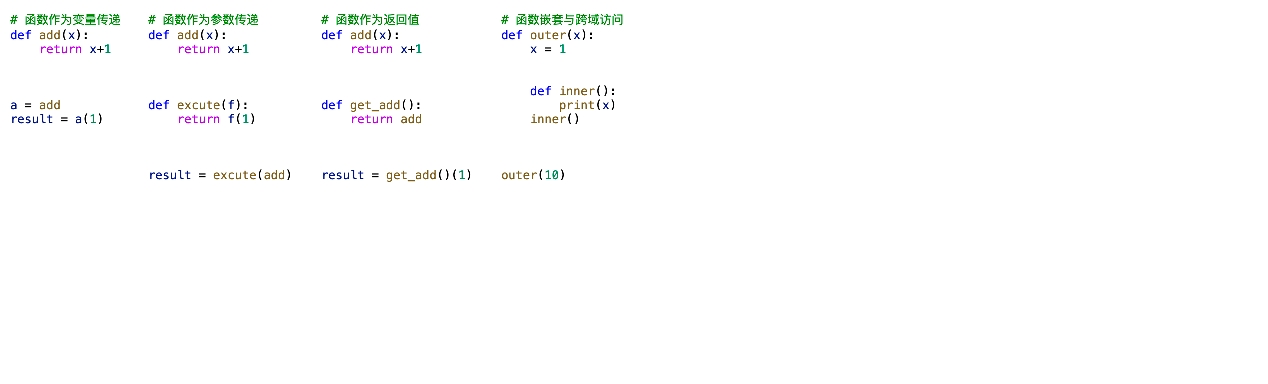 # 函数作为变量传递
def add(x):
    return x+1
a = add
result = a(1)
# 函数作为参数传递
def add(x):
    return x+1
def excute(f):
    return f(1)
result = excute(add)
# 函数作为返回值
def add(x):
    return x+1
def get_add():
    return add
result = get_add()(1)
# 函数嵌套与跨域访问
def outer(x):
    x = 1
    def inner():
        print(x)
    inner()
outer(10)